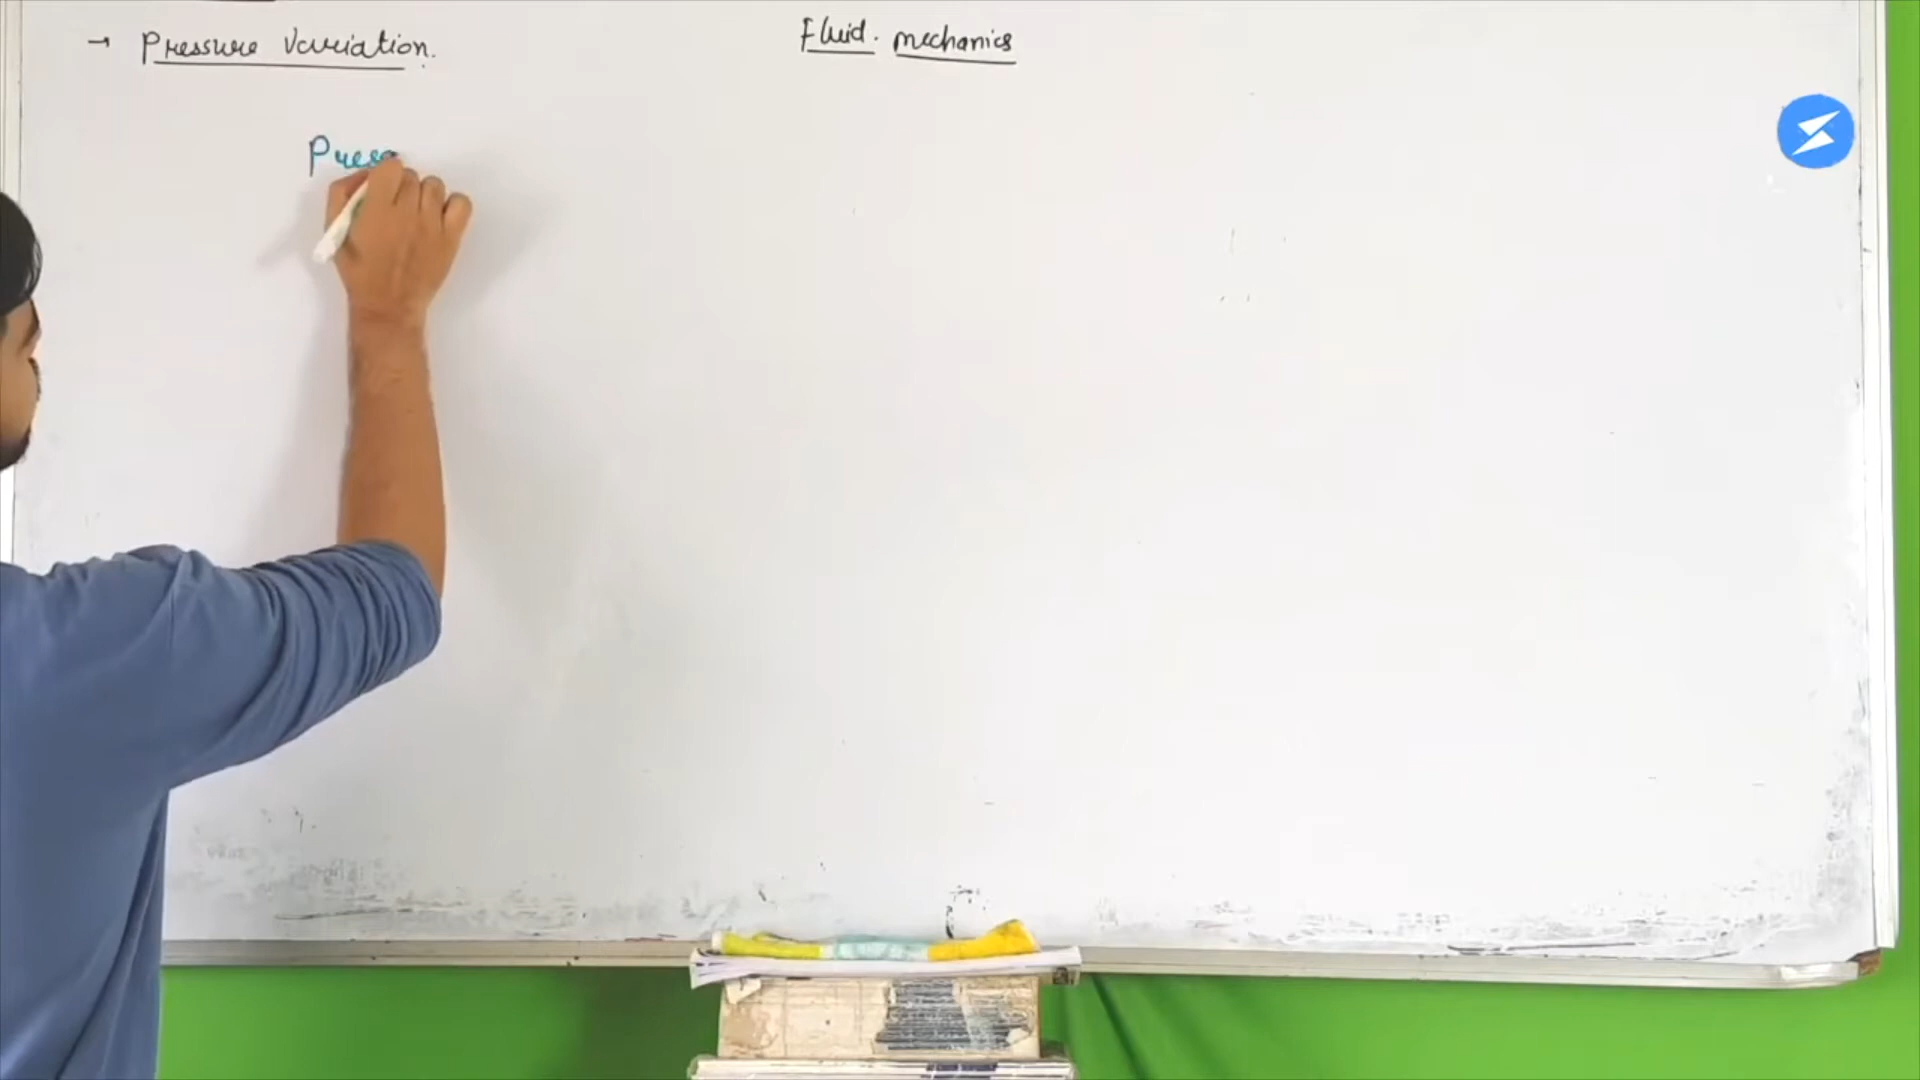 → Pressure Variation.
Fluid. mechanics
Press